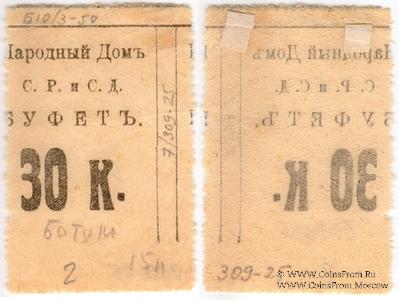 Б10/3-50
Народный Домъ
С. Р. и С. Д.
БУФЕТЪ.
30 К.
7/309-25
Батум
2
309-25
© www.CoinsFrom.Ru
© www.CoinsFrom.Moscow